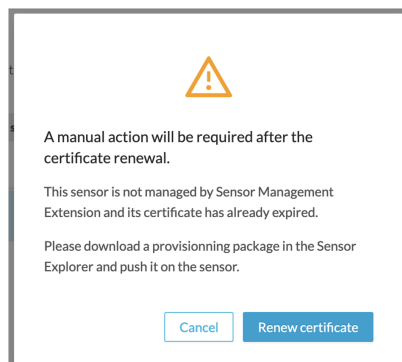 A manual action will be required after the
certificate renewal.
This sensor is not managed by Sensor Management
Extension and its certificate has already expired.
Please download a provisionning package in the Sensor
Explorer and push it on the sensor.
Cancel
Renew certificate